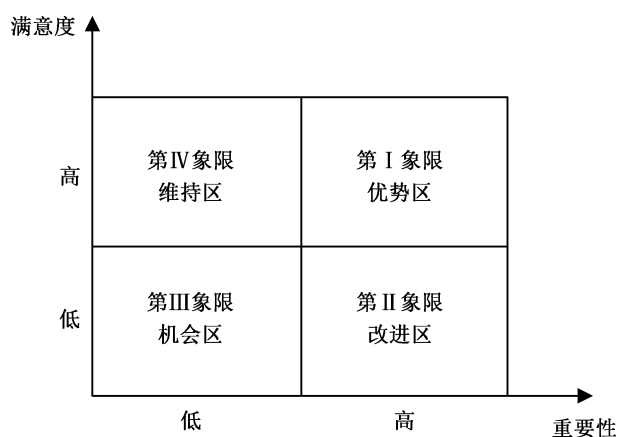 满意度
高
第Ⅳ象限
维持区
第Ⅰ象限
优势区
低
第Ⅲ象限
机会区
第Ⅱ象限
改进区
低
高
重要性